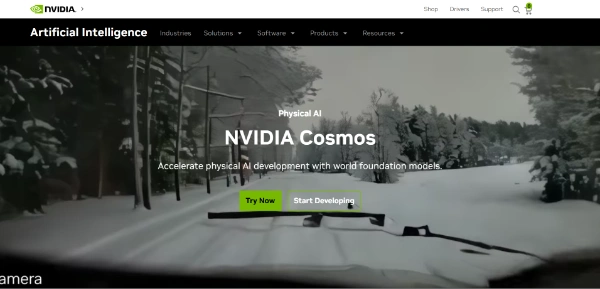 NVIDIA.
Shop Drivers Support
Artificial Intelligence Industries Solutions Software Products Resources
Physical AI
NVIDIA Cosmos
Accelerate physical AI development with world foundation models.
Try Now Start Developing
amera